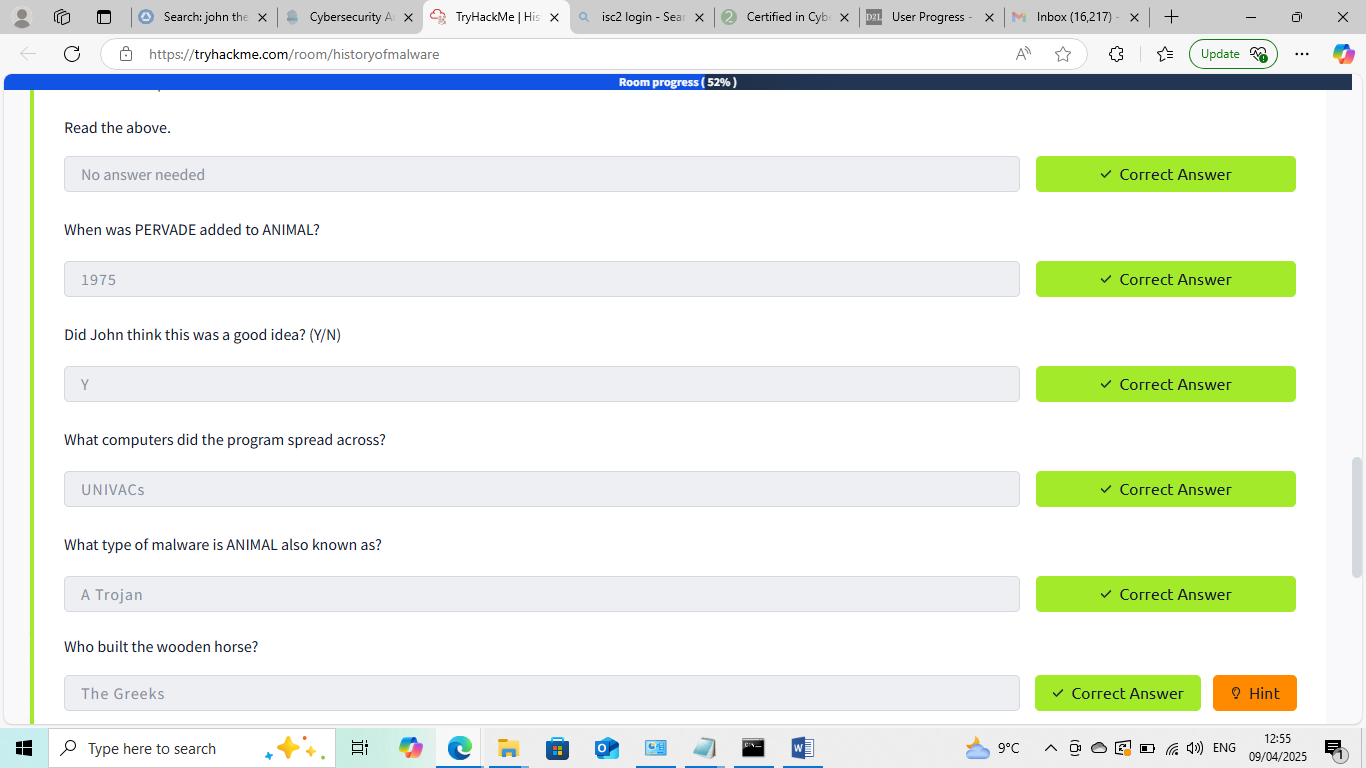 Search: john the
Cybersecurity A
TryHackMe | His
isc2 login - Sear
Certified in Cybe
D2L User Progress -
Inbox (16,217) -
https://tryhackme.com/room/historyofmalware
Update
Room progress ( 52% )
Read the above.
No answer needed
Correct Answer
When was PERVADE added to ANIMAL?
1975
Correct Answer
Did John think this was a good idea? (Y/N)
Y
Correct Answer
What computers did the program spread across?
UNIVACs
Correct Answer
What type of malware is ANIMAL also known as?
A Trojan
Correct Answer
Who built the wooden horse?
The Greeks
Correct Answer
Hint
Type here to search
9°C
ENG
12:55
09/04/2025
1